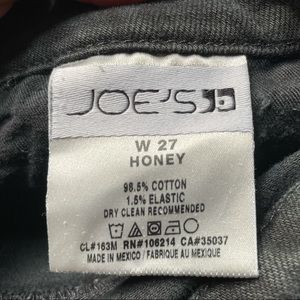 JOE'S
W 27
HONEY
98.5% COTTON
1.5% ELASTIC
DRY CLEAN RECOMMENDED
CL#163M RN#106214 CA#35037
MADE IN MEXICO / FABRIQUE AU MEXIQUE